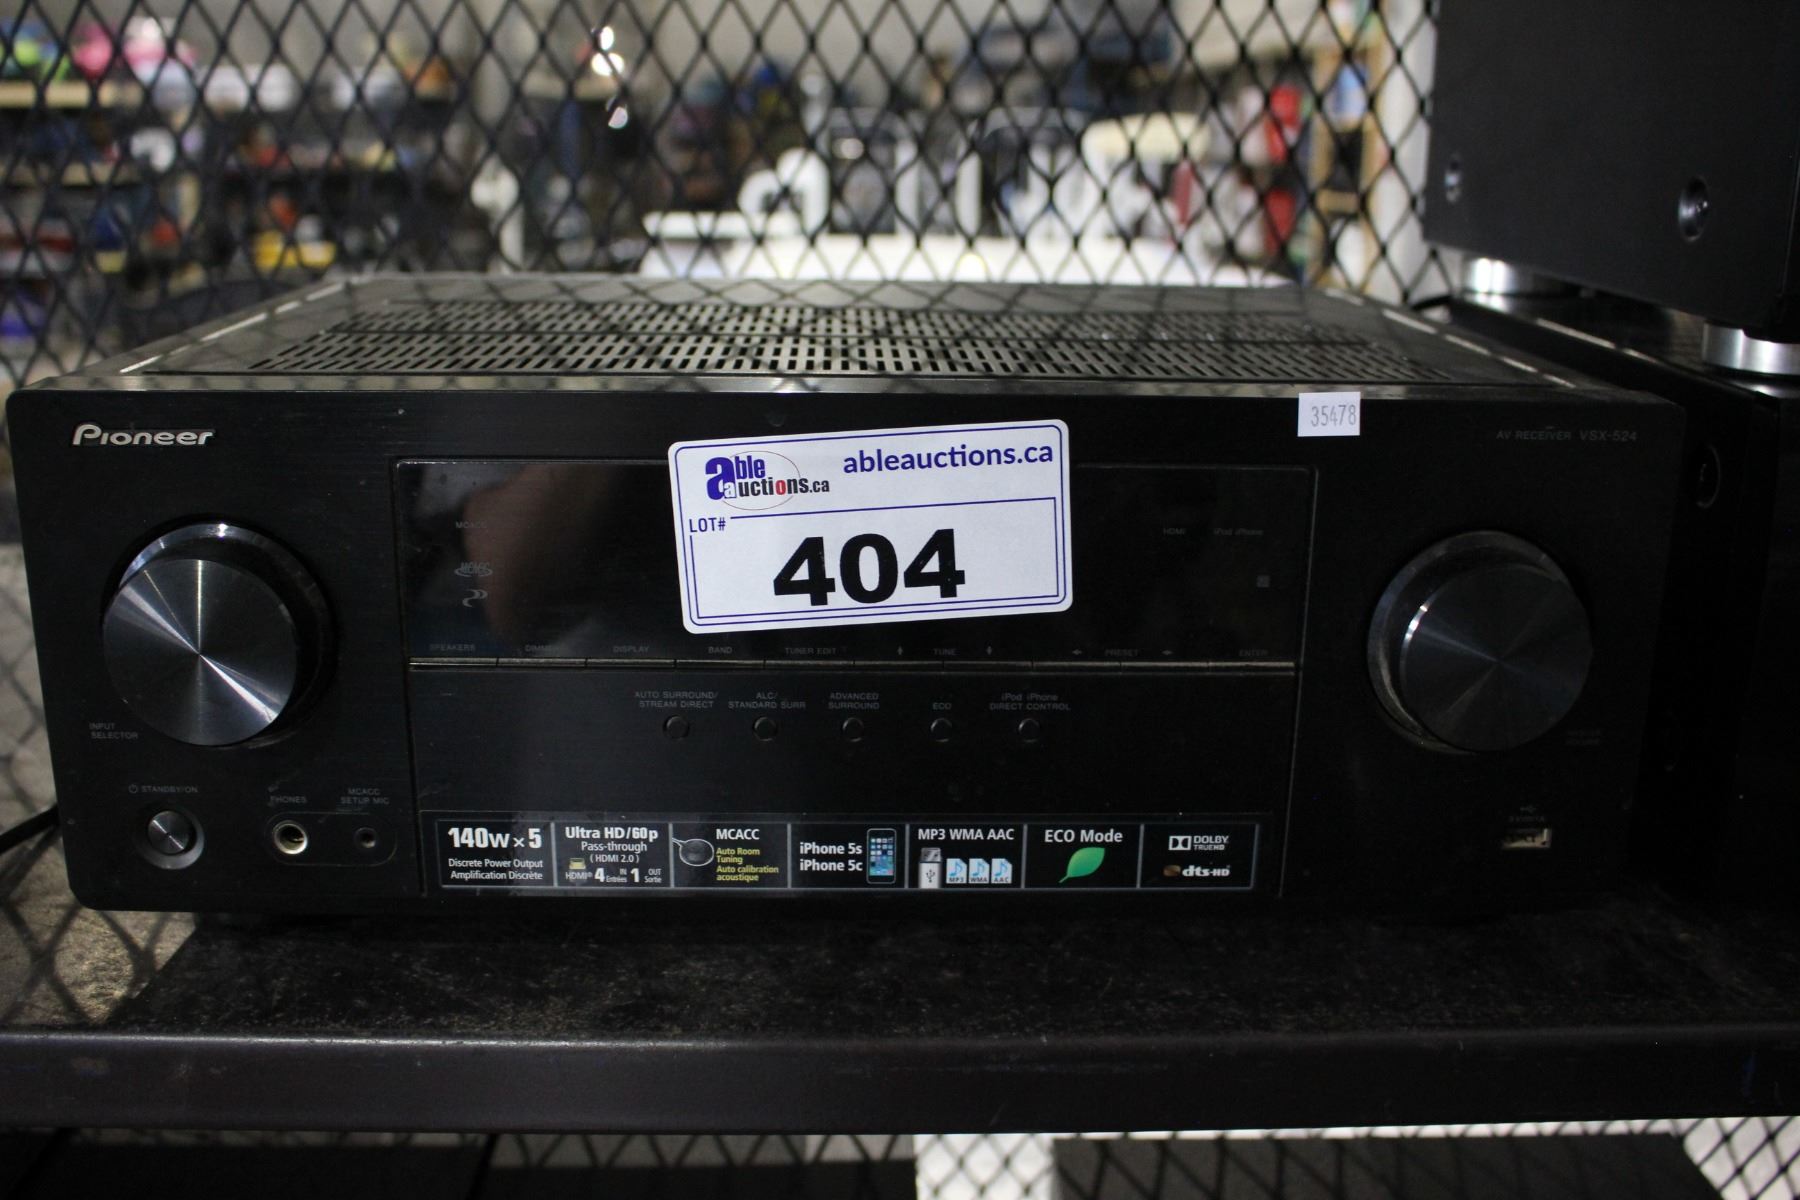 Pioneer
35478
AV RECEIVER VSX-524
able auctions.ca
ableauctions.ca
LOT#
404
MCACC
HDMI
iPod iPhone
SPEAKERS
DIMMER
DISPLAY
BAND
TUNER EDIT
TUNE
PRESET
ENTER
AUTO SURROUND/
STREAM DIRECT
ALC/
STANDARD SURR
ADVANCED
SURROUND
ECO
iPod iPhone
DIRECT CONTROL
INPUT
SELECTOR
STANDBY/ON
PHONES
MCACC
SETUP MIC
5V 1A
140W x 5
Discrete Power Output
Amplification Discrète
Ultra HD/60p
Pass-through
(HDMI 2.0)
HDMI® 4 IN Entrées 1 OUT Sortie
MCACC
Auto Room
Tuning
Auto calibration
acoustique
iPhone 5s
iPhone 5c
MP3 WMA AAC
MP3 WMA AAC
ECO Mode
DOLBY
TRUEHD
dts-HD